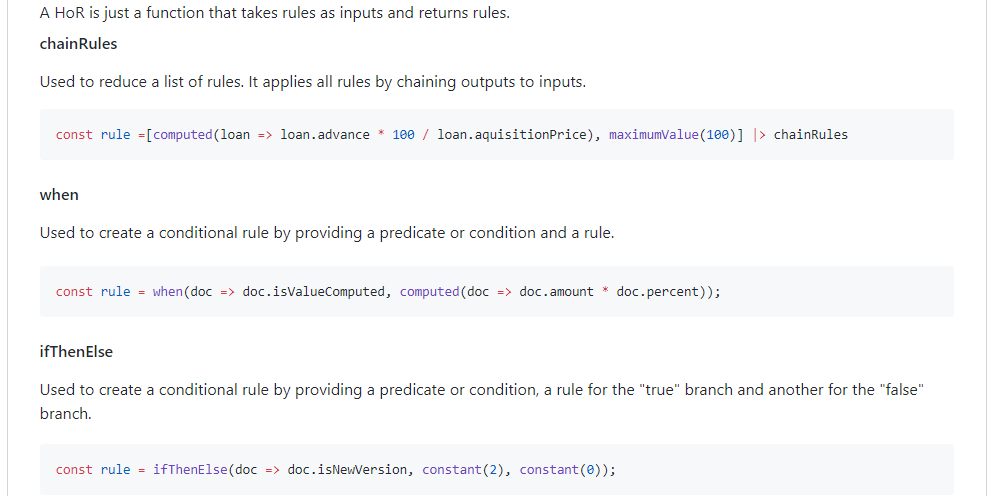 A HoR is just a function that takes rules as inputs and returns rules.
chainRules
Used to reduce a list of rules. It applies all rules by chaining outputs to inputs.
const rule =[computed(loan => loan.advance * 100 / loan.aquisitionPrice), maximumValue(100)] |> chainRules
when
Used to create a conditional rule by providing a predicate or condition and a rule.
const rule = when(doc => doc.isValueComputed, computed(doc => doc.amount * doc.percent));
ifThenElse
Used to create a conditional rule by providing a predicate or condition, a rule for the "true" branch and another for the "false"
branch.
const rule = ifThenElse(doc => doc.isNewVersion, constant(2), constant(0));